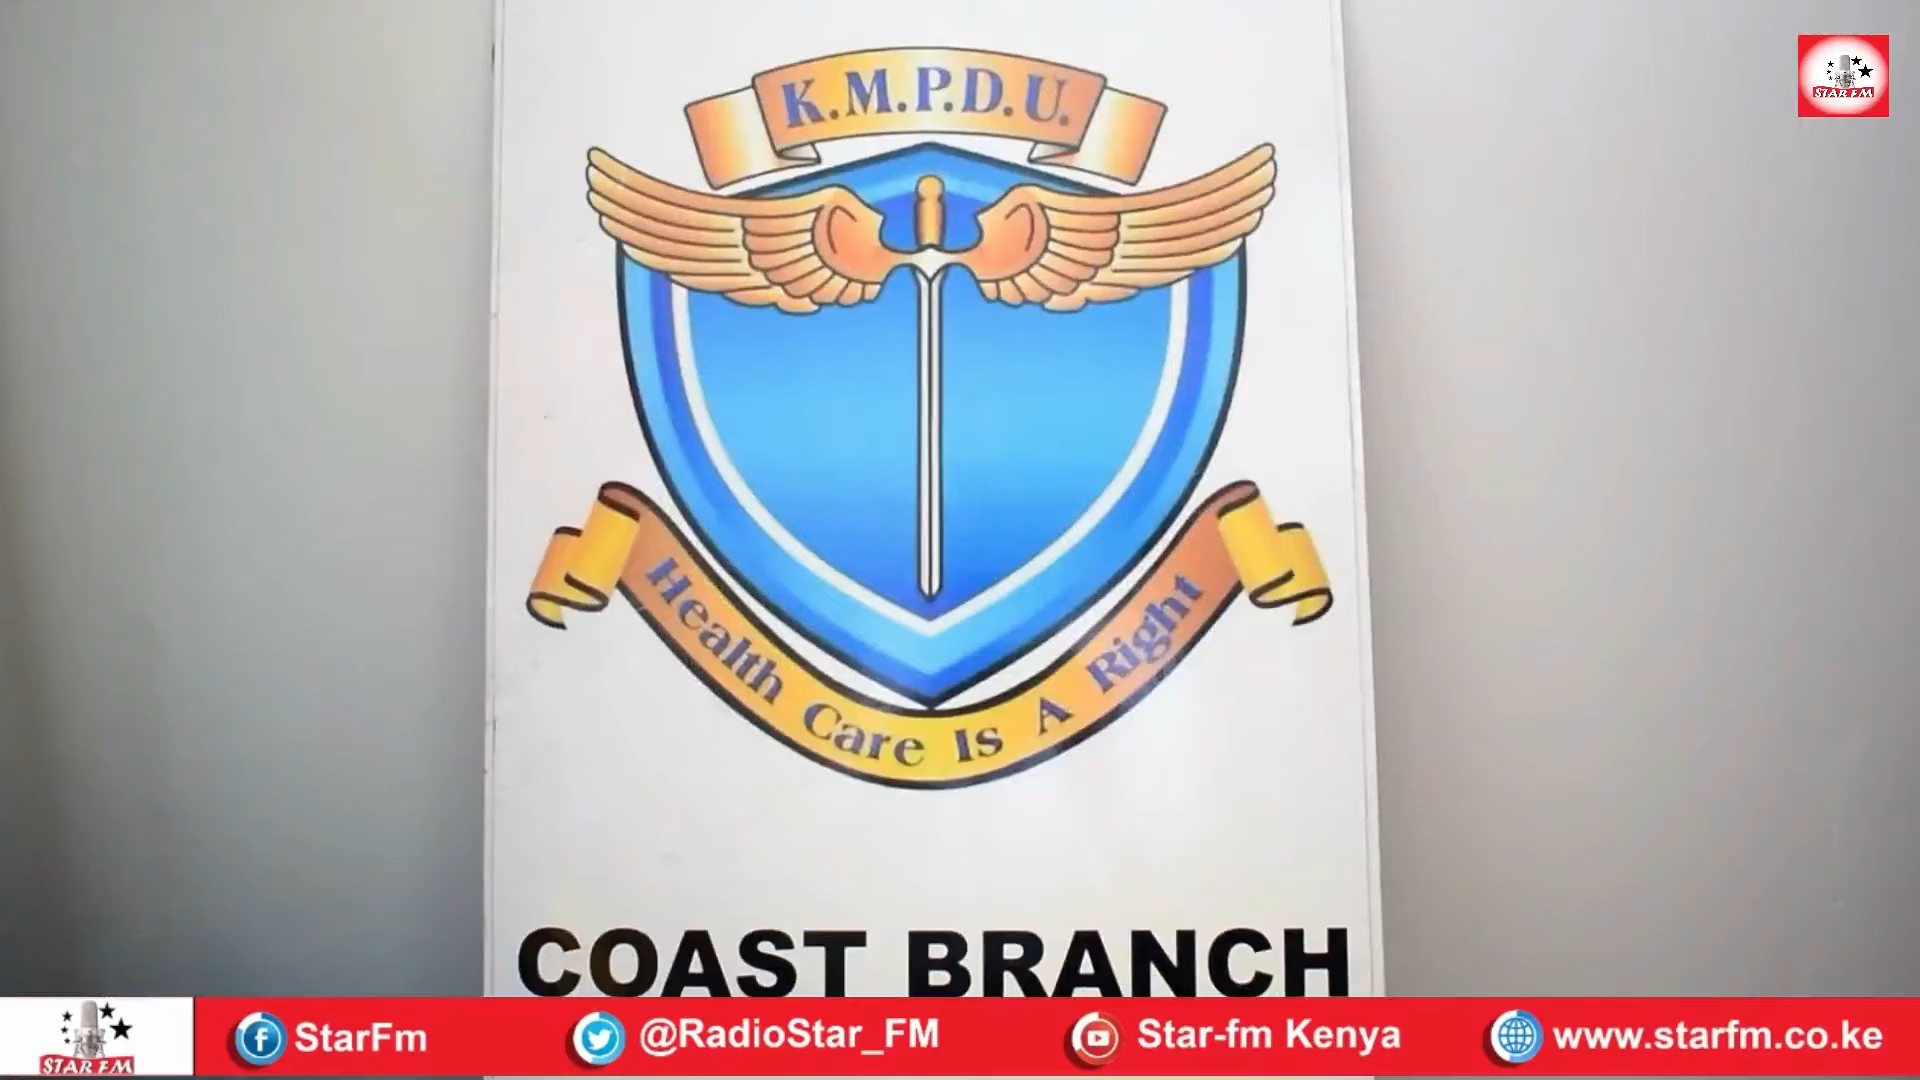 K.M.P.D.U.
STAR FM
Health Care Is A Right
COAST BRANCH
STAR FM
StarFm
@RadioStar_FM
Star-fm Kenya
www.starfm.co.ke